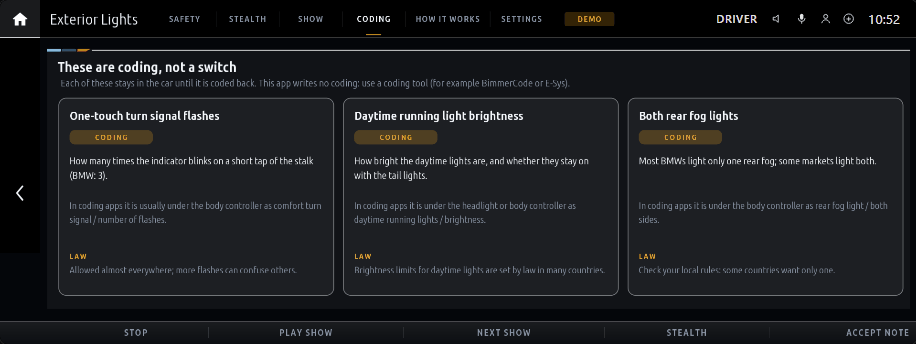 Exterior Lights
SAFETY
STEALTH
SHOW
CODING
HOW IT WORKS
SETTINGS
DEMO
DRIVER
10:52
These are coding, not a switch
Each of these stays in the car until it is coded back. This app writes no coding: use a coding tool (for example BimmerCode or E-Sys).
One-touch turn signal flashes
CODING
How many times the indicator blinks on a short tap of the stalk
(BMW: 3).
In coding apps it is usually under the body controller as comfort turn
signal / number of flashes.
LAW
Allowed almost everywhere; more flashes can confuse others.
Daytime running light brightness
CODING
How bright the daytime lights are, and whether they stay on
with the tail lights.
In coding apps it is under the headlight or body controller as
daytime running lights / brightness.
LAW
Brightness limits for daytime lights are set by law in many countries.
Both rear fog lights
CODING
Most BMWs light only one rear fog; some markets light both.
In coding apps it is under the body controller as rear fog light / both
sides.
LAW
Check your local rules: some countries want only one.
STOP
PLAY SHOW
NEXT SHOW
STEALTH
ACCEPT NOTE